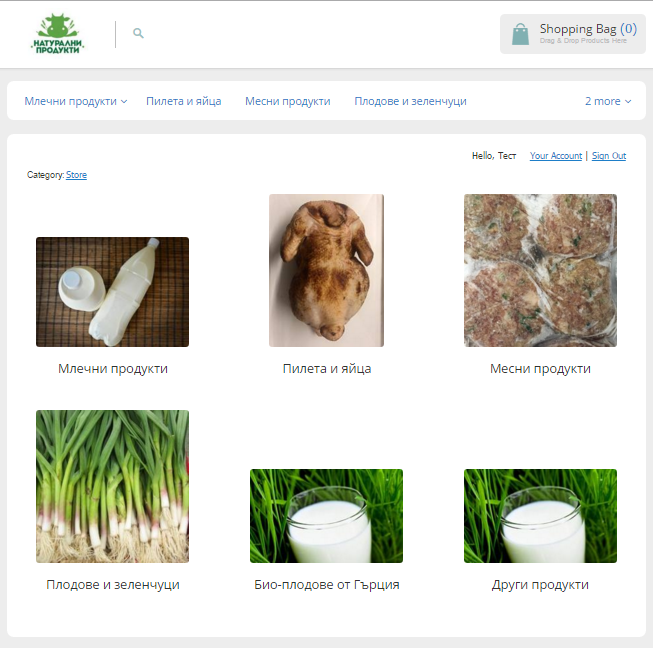 НАТУРАЛНИ
ПРОДУКТИ
Shopping Bag (0)
Drag & Drop Products Here
Млечни продукти
Пилета и яйца
Месни продукти
Плодове и зеленчуци
2 more
Hello, Тест
Your Account | Sign Out
Category: Store
Млечни продукти
Пилета и яйца
Месни продукти
Плодове и зеленчуци
Био-плодове от Гърция
Други продукти